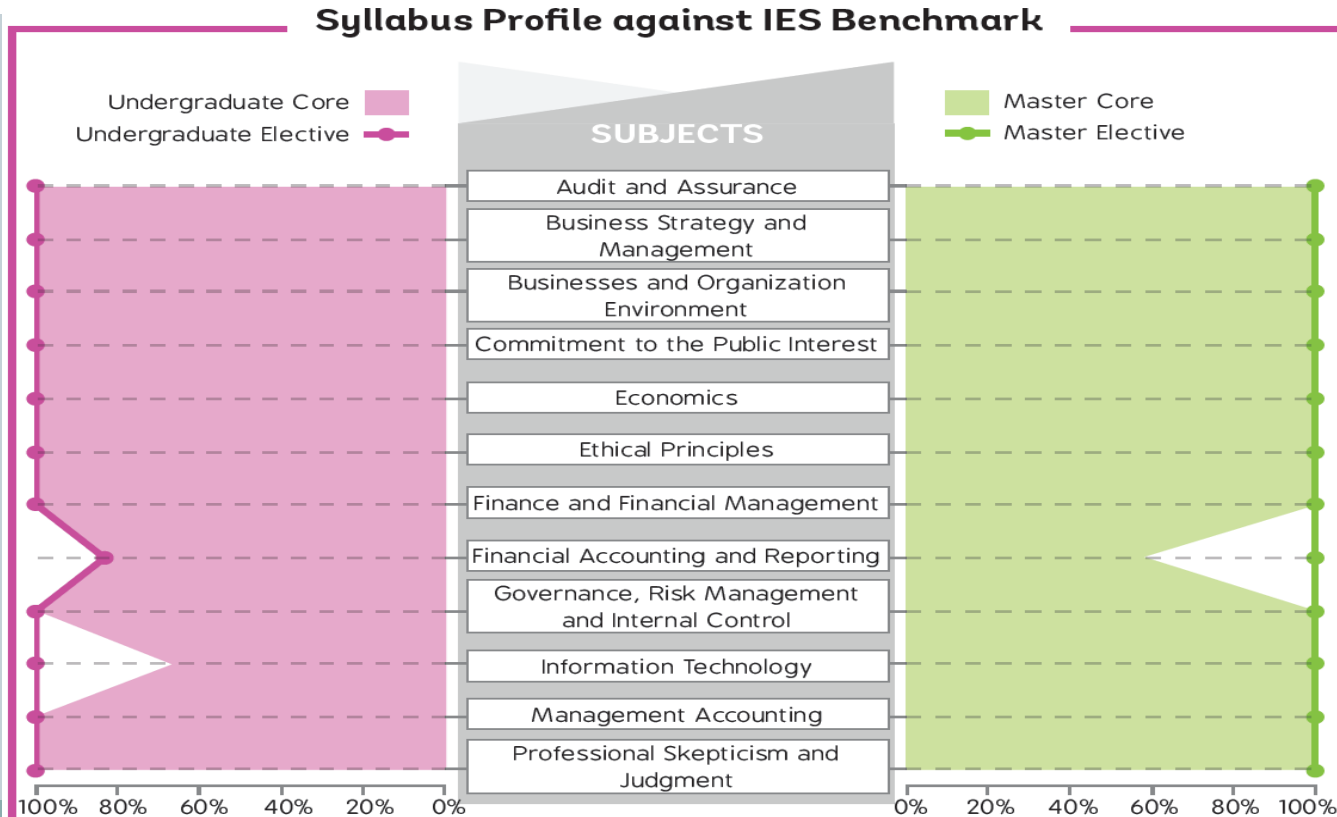 Syllabus Profile against IES Benchmark
Undergraduate Core
Undergraduate Elective
SUBJECTS
Master Core
Master Elective
Audit and Assurance
Business Strategy and
Management
Businesses and Organization
Environment
Commitment to the Public Interest
Economics
Ethical Principles
Finance and Financial Management
Financial Accounting and Reporting
Governance, Risk Management
and Internal Control
Information Technology
Management Accounting
Professional Skepticism and
Judgment
100% 80% 60% 40% 20% 0%
0% 20% 40% 60% 80% 100%